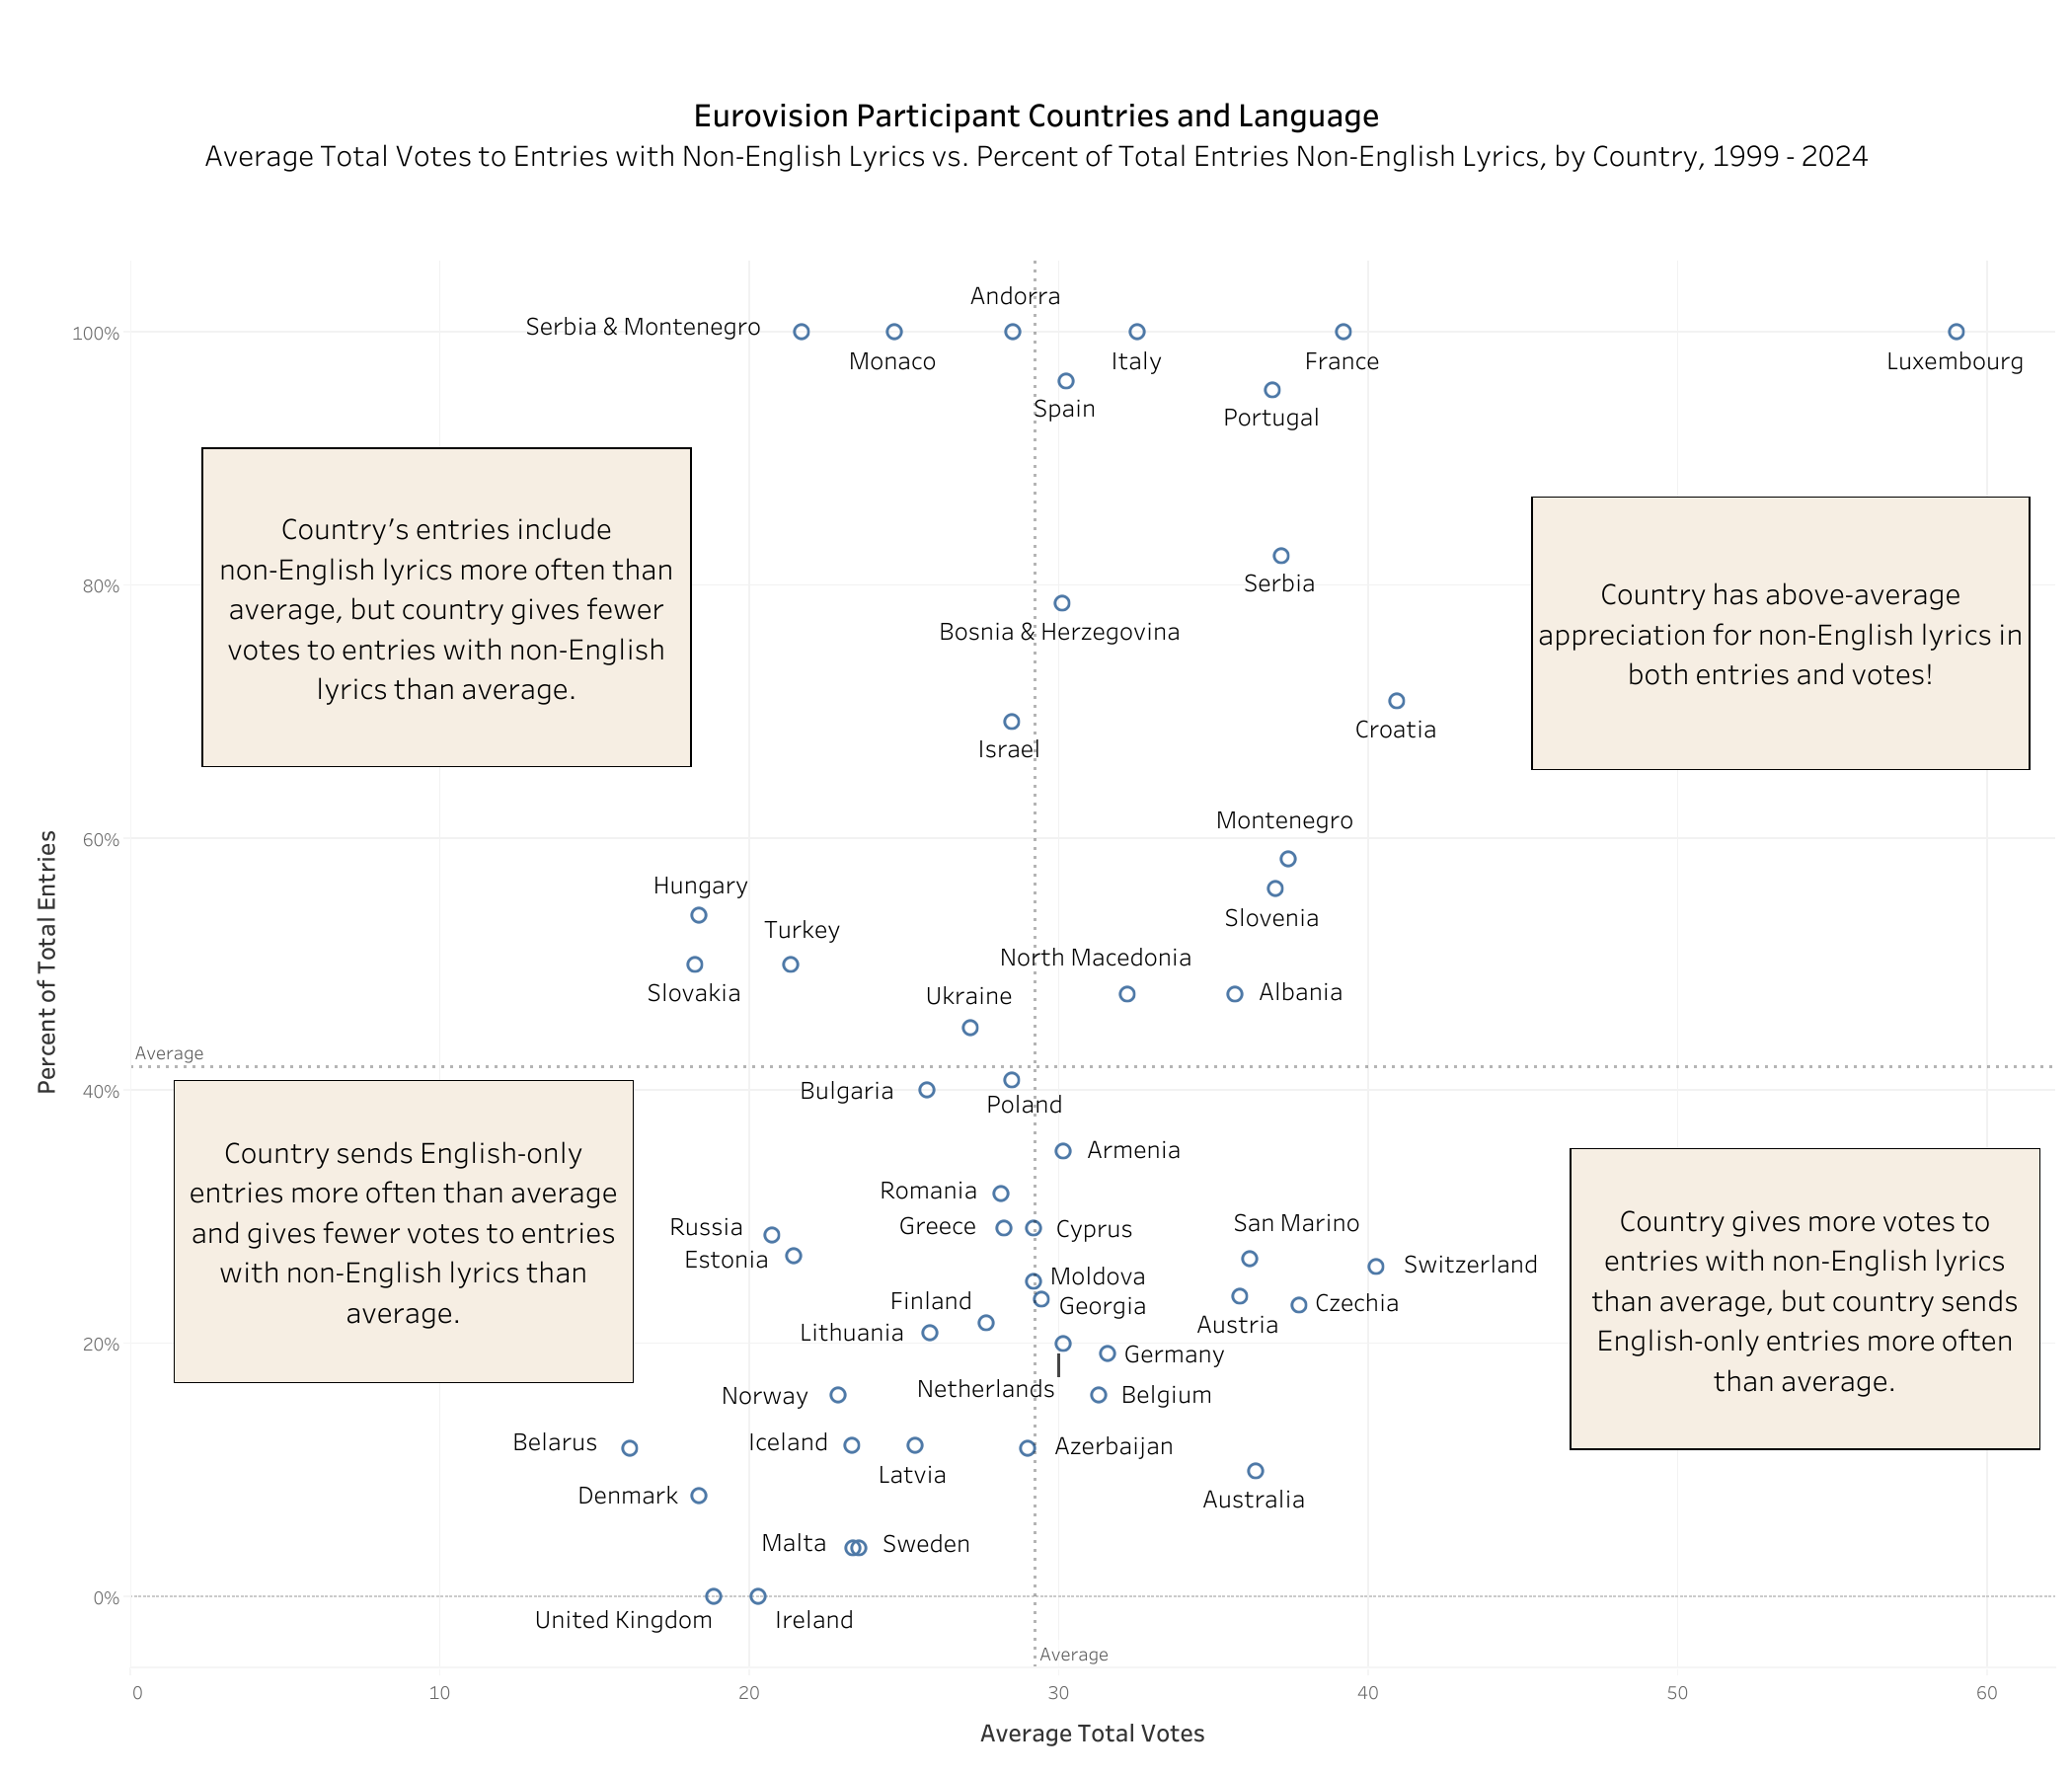 Eurovision Participant Countries and Language
Average Total Votes to Entries with Non-English Lyrics vs. Percent of Total Entries Non-English Lyrics, by Country, 1999 - 2024
Andorra
Serbia & Montenegro
100%
Monaco
Italy
France
Luxembourg
Spain
Portugal
Country’s entries include
non-English lyrics more often than
average, but country gives fewer
votes to entries with non-English
lyrics than average.
Country has above-average
appreciation for non-English lyrics in
both entries and votes!
80%
Serbia
Bosnia & Herzegovina
Croatia
Israel
Montenegro
60%
Percent of Total Entries
Hungary
Slovenia
Turkey
North Macedonia
Slovakia
Ukraine
Albania
Average
40%
Bulgaria
Poland
Country sends English-only
entries more often than average
and gives fewer votes to entries
with non-English lyrics than
average.
Armenia
Romania
Russia
Greece
Cyprus
San Marino
Estonia
Moldova
Switzerland
Finland
Georgia
Czechia
Country gives more votes to
entries with non-English lyrics
than average, but country sends
English-only entries more often
than average.
Lithuania
Austria
20%
Germany
Netherlands
Norway
Belgium
Belarus
Iceland
Azerbaijan
Latvia
Denmark
Australia
Malta
Sweden
0%
United Kingdom
Ireland
Average
0
10
20
30
40
50
60
Average Total Votes